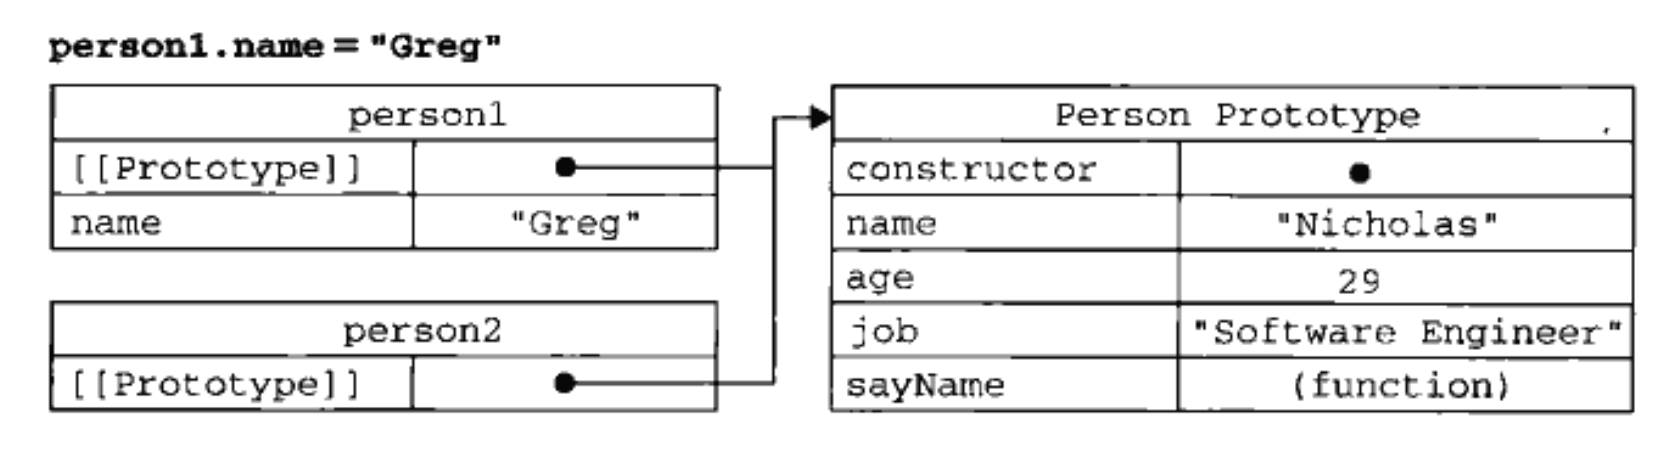 person1.name = "Greg"
person1
[[Prototype]]
name "Greg"
person2
[[Prototype]]
Person Prototype
constructor
name "Nicholas"
age 29
job "Software Engineer"
sayName (function)